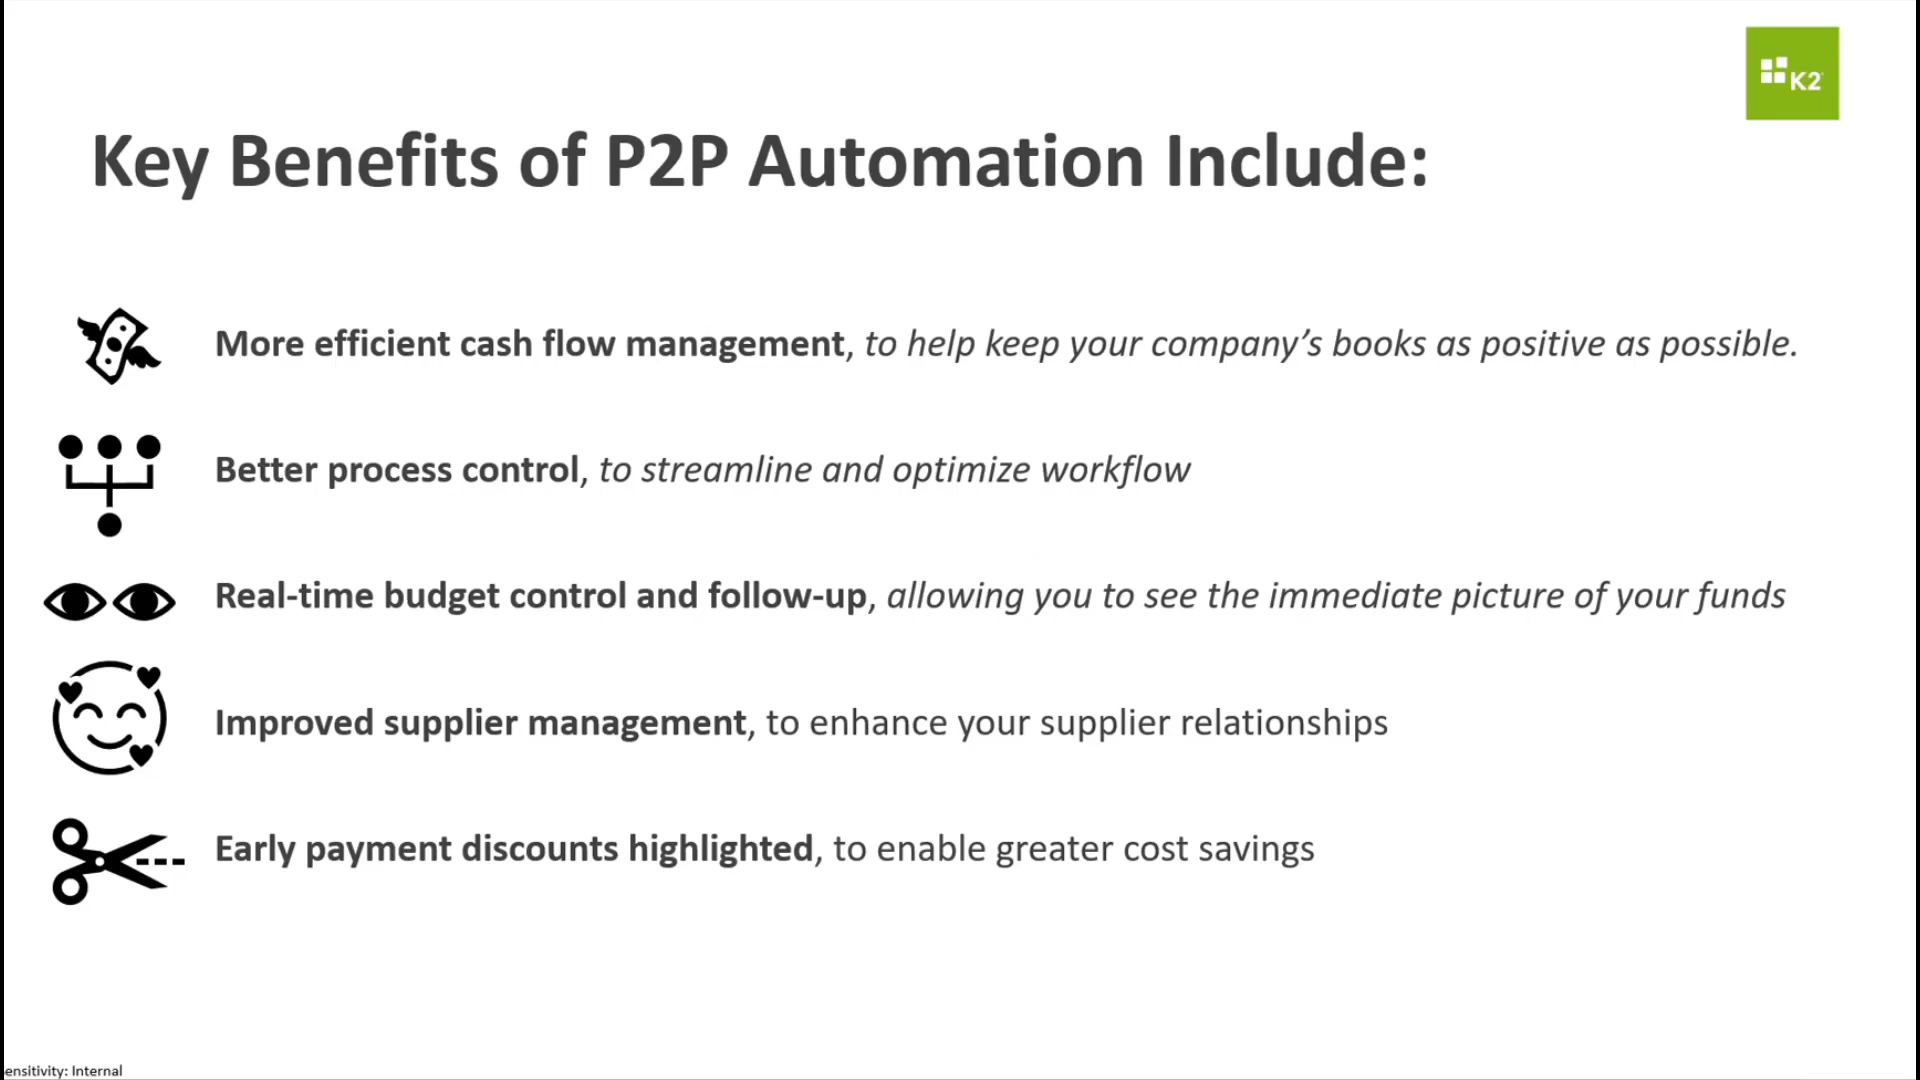 K2
Key Benefits of P2P Automation Include:
More efficient cash flow management, to help keep your company’s books as positive as possible.
Better process control, to streamline and optimize workflow
Real-time budget control and follow-up, allowing you to see the immediate picture of your funds
Improved supplier management, to enhance your supplier relationships
Early payment discounts highlighted, to enable greater cost savings
ensitivity: Internal